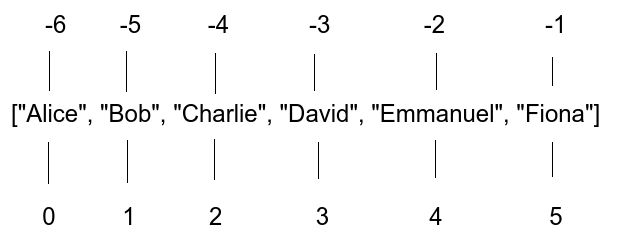 -6 -5 -4 -3 -2 -1
["Alice", "Bob", "Charlie", "David", "Emmanuel", "Fiona"]
0 1 2 3 4 5